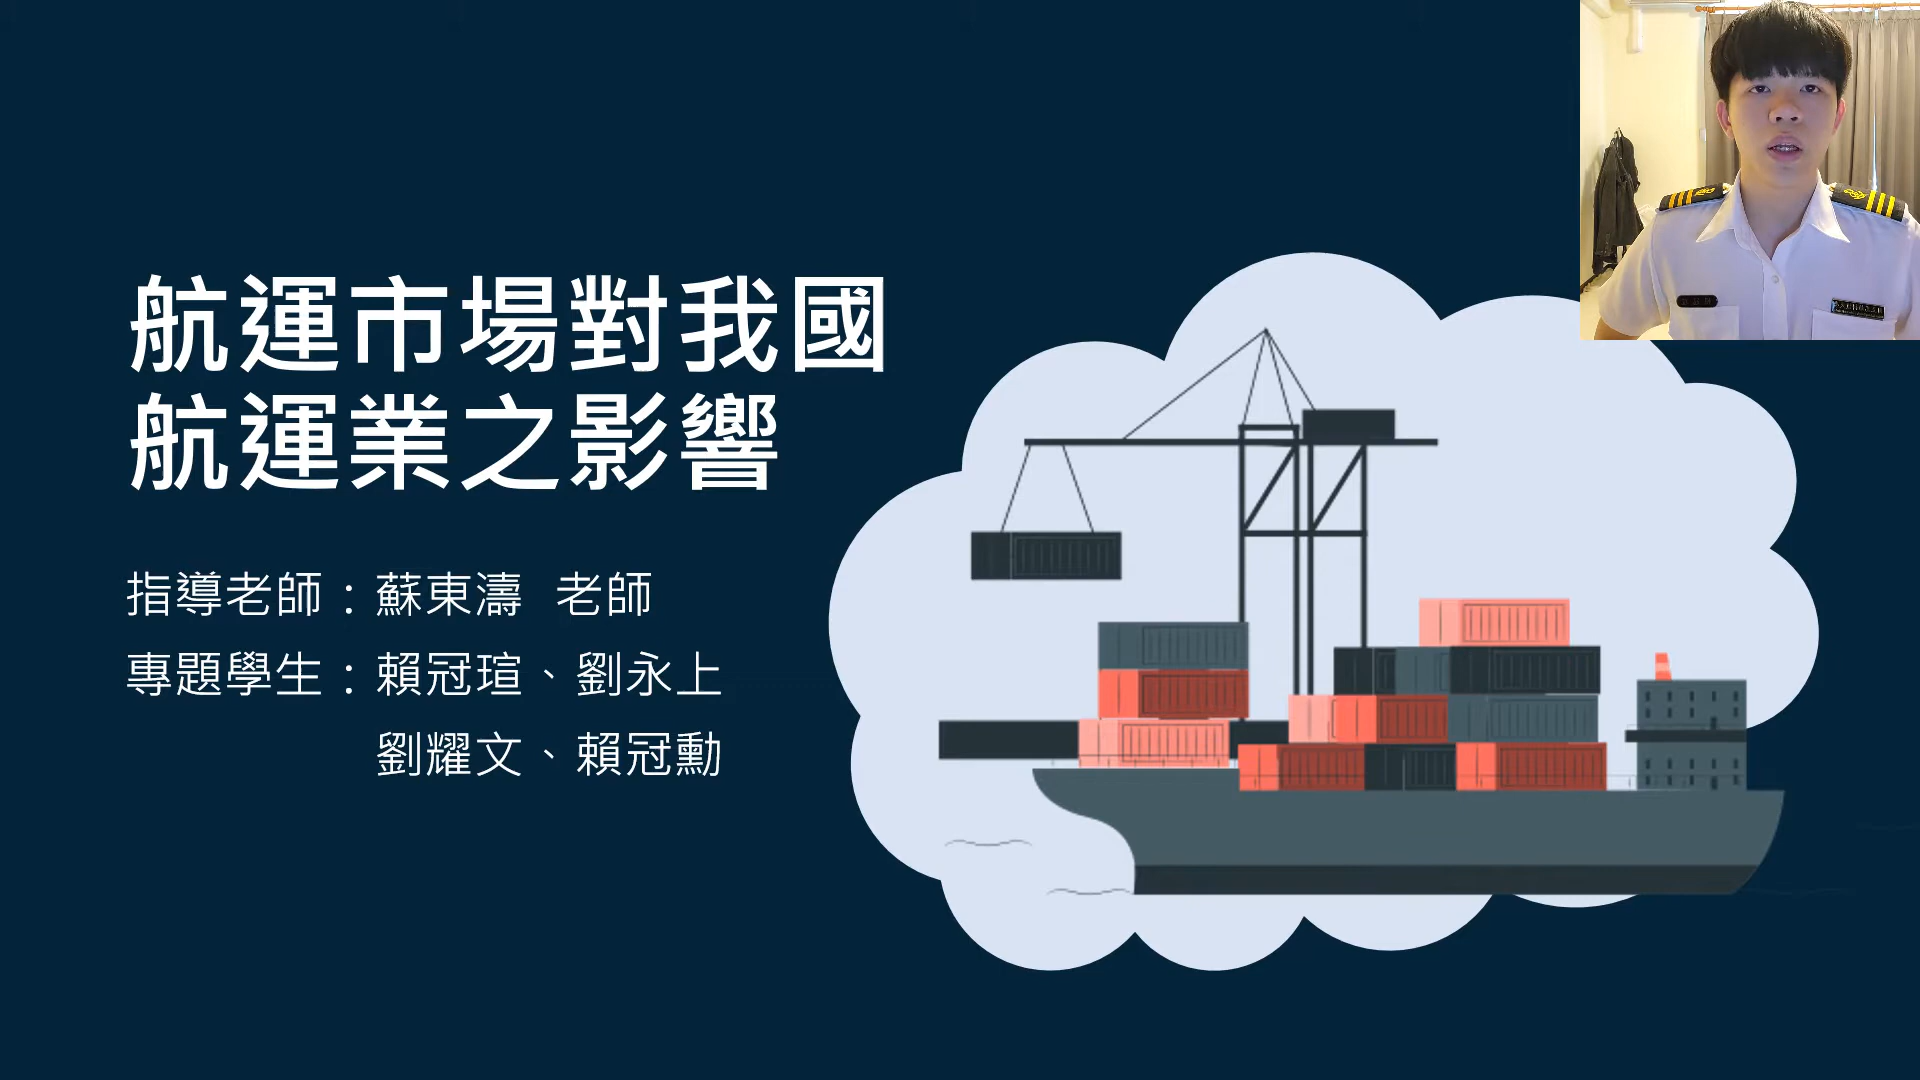 航運市場對我國
航運業之影響
指導老師：蘇東濤 老師
專題學生：賴冠瑄、劉永上
劉耀文、賴冠勳